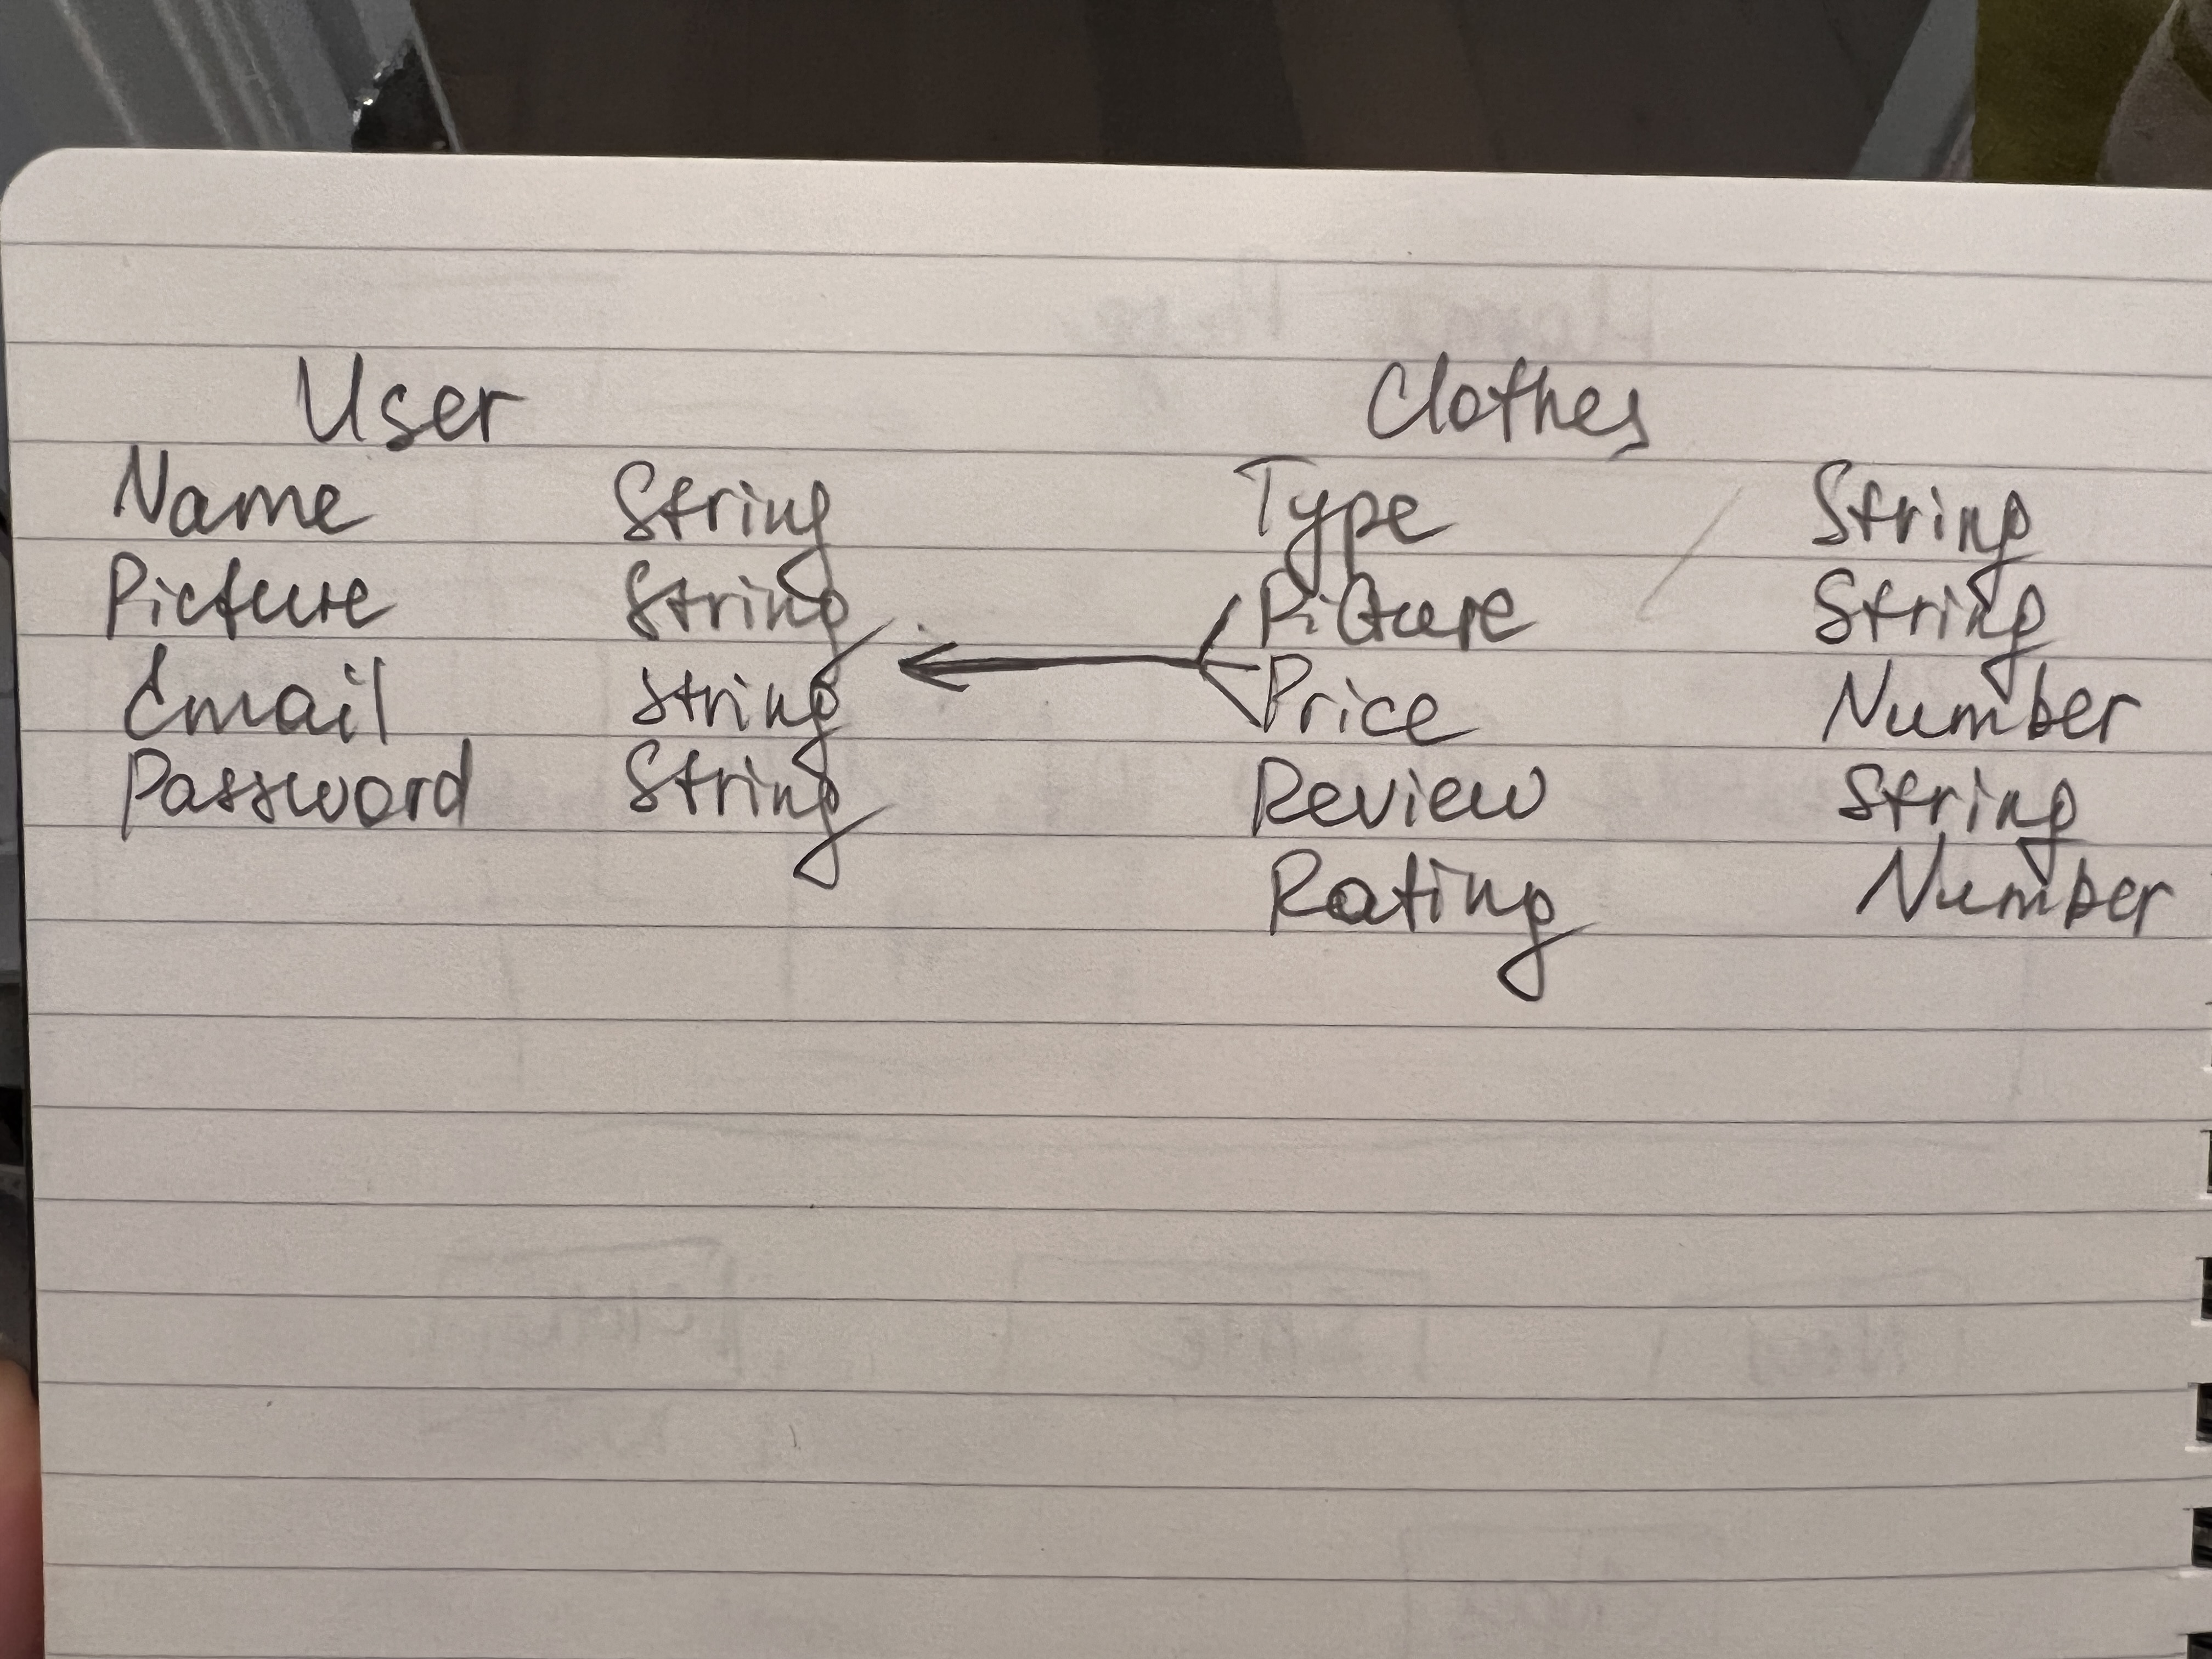 User Clothes
Name String Type String
Picture String Picture String
Email string Price Number
Password String Review String
Rating Number